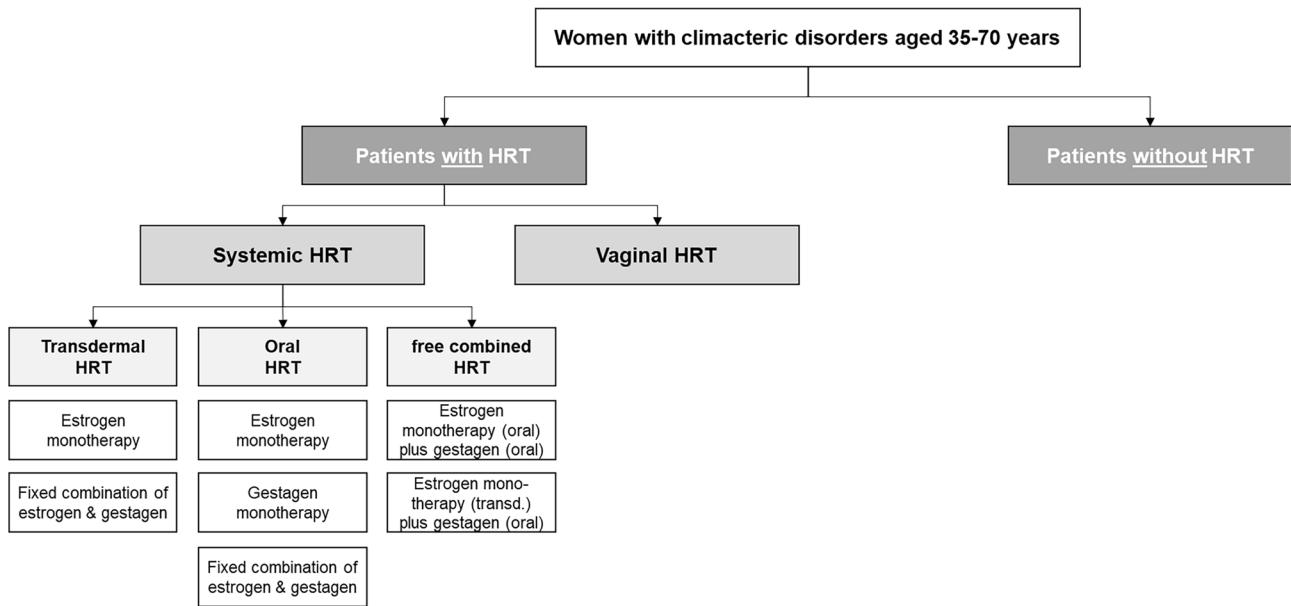 Women with climacteric disorders aged 35-70 years
Patients with HRT
Patients without HRT
Systemic HRT
Vaginal HRT
Transdermal
HRT
Oral
HRT
free combined
HRT
Estrogen
monotherapy
Estrogen
monotherapy
Estrogen
monotherapy (oral)
plus gestagen (oral)
Fixed combination of
estrogen & gestagen
Gestagen
monotherapy
Estrogen mono-
therapy (transd.)
plus gestagen (oral)
Fixed combination of
estrogen & gestagen